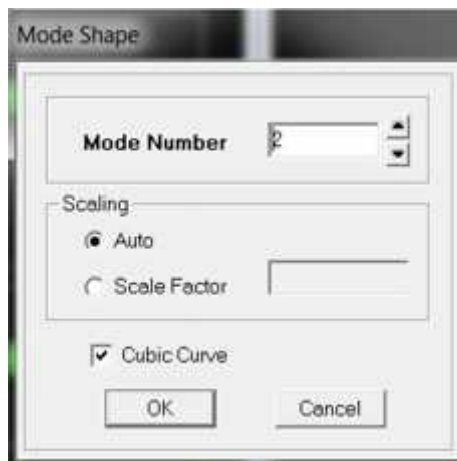 Mode Shape
Mode Number 2
Scaling
Auto
Scale Factor
Cubic Curve
OK Cancel